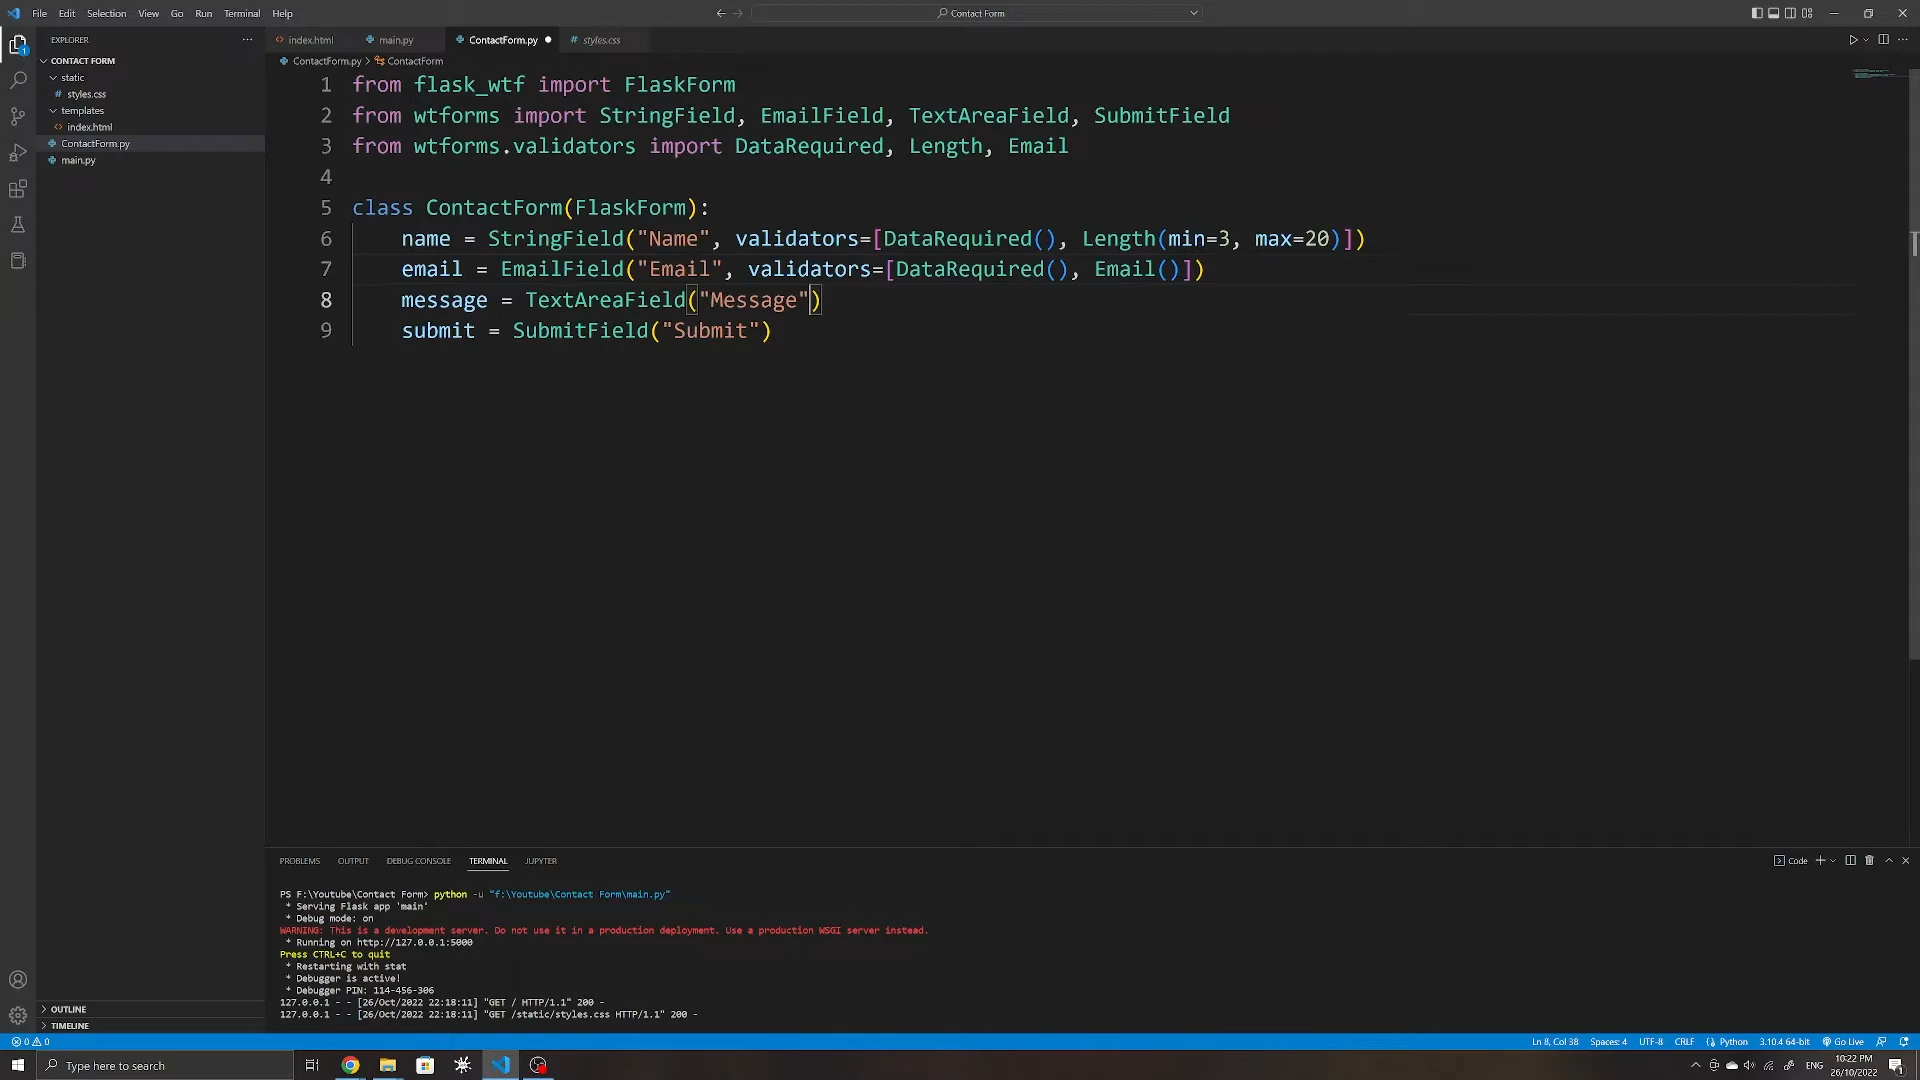 File Edit Selection View Go Run Terminal Help
Contact Form
EXPLORER
index.html
main.py
ContactForm.py
styles.css
CONTACT FORM
ContactForm.py > ContactForm
static
styles.css
templates
index.html
ContactForm.py
main.py
1 from flask_wtf import FlaskForm
2 from wtforms import StringField, EmailField, TextAreaField, SubmitField
3 from wtforms.validators import DataRequired, Length, Email
4
5 class ContactForm(FlaskForm):
6 name = StringField("Name", validators=[DataRequired(), Length(min=3, max=20)])
7 email = EmailField("Email", validators=[DataRequired(), Email()])
8 message = TextAreaField("Message")
9 submit = SubmitField("Submit")
PROBLEMS OUTPUT DEBUG CONSOLE TERMINAL JUPYTER
Code
PS F:\Youtube\Contact Form> python -u "f:\Youtube\Contact Form\main.py"
* Serving Flask app 'main'
* Debug mode: on
WARNING: This is a development server. Do not use it in a production deployment. Use a production WSGI server instead.
* Running on http://127.0.0.1:5000
Press CTRL+C to quit
* Restarting with stat
* Debugger is active!
* Debugger PIN: 114-456-306
127.0.0.1 - - [26/Oct/2022 22:18:11] "GET / HTTP/1.1" 200 -
127.0.0.1 - - [26/Oct/2022 22:18:11] "GET /static/styles.css HTTP/1.1" 200 -
OUTLINE
TIMELINE
0 0
Ln 8, Col 38 Spaces: 4 UTF-8 CRLF Python 3.10.4 64-bit Go Live
Type here to search
ENG
10:22 PM
26/10/2022